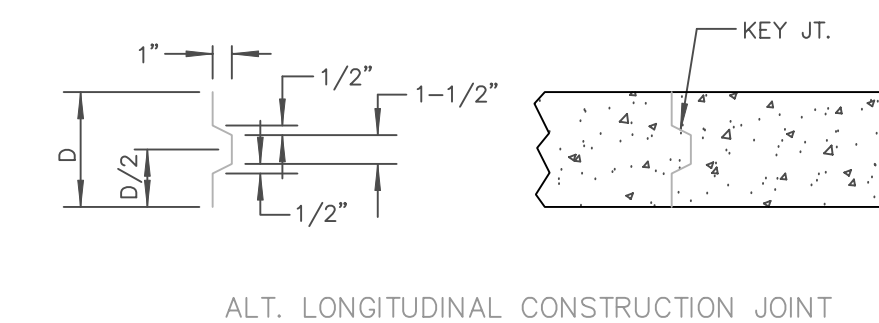 KEY JT.
1"
1/2"
1-1/2"
D
D/2
1/2"
ALT. LONGITUDINAL CONSTRUCTION JOINT